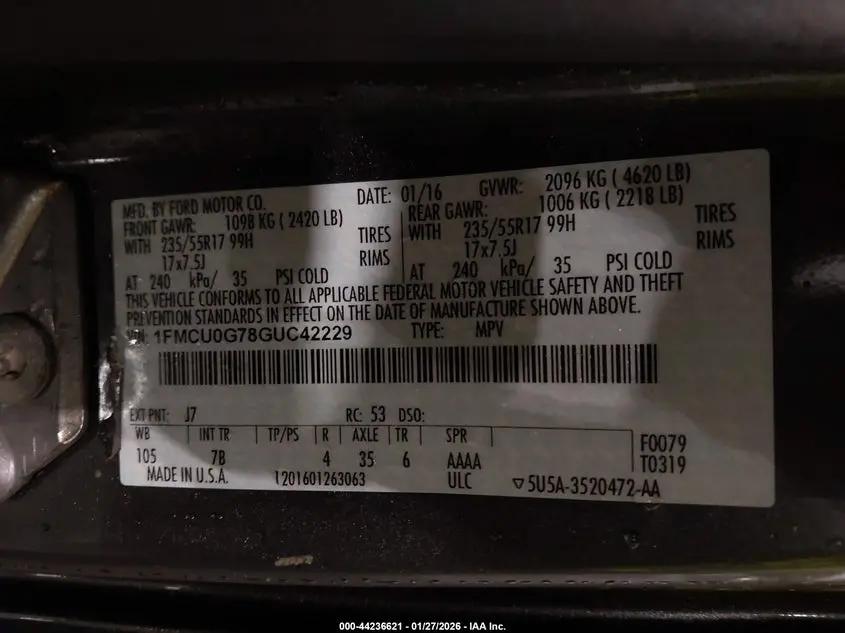 MFD. BY FORD MOTOR CO. DATE: 01/16 GVWR: 2096 KG ( 4620 LB)
FRONT GAWR: 1098 KG ( 2420 LB) REAR GAWR: 1006 KG ( 2218 LB)
WITH 235/55R17 99H TIRES WITH 235/55R17 99H TIRES
17x7.5J RIMS 17x7.5J RIMS
AT 240 kPa/ 35 PSI COLD AT 240 kPa/ 35 PSI COLD
THIS VEHICLE CONFORMS TO ALL APPLICABLE FEDERAL MOTOR VEHICLE SAFETY AND THEFT
PREVENTION STANDARDS IN EFFECT ON THE DATE OF MANUFACTURE SHOWN ABOVE.
VIN: 1FMCU0G78GUC42229 TYPE: MPV
EXT PNT: J7 RC: 53 DSO:
WB INT TR TP/PS R AXLE TR SPR F0079
105 7B 4 35 6 AAAA T0319
MADE IN U.S.A. 1201601263063 ULC ▽5U5A-3520472-AA
000-44236621 - 01/27/2026 - IAA Inc.